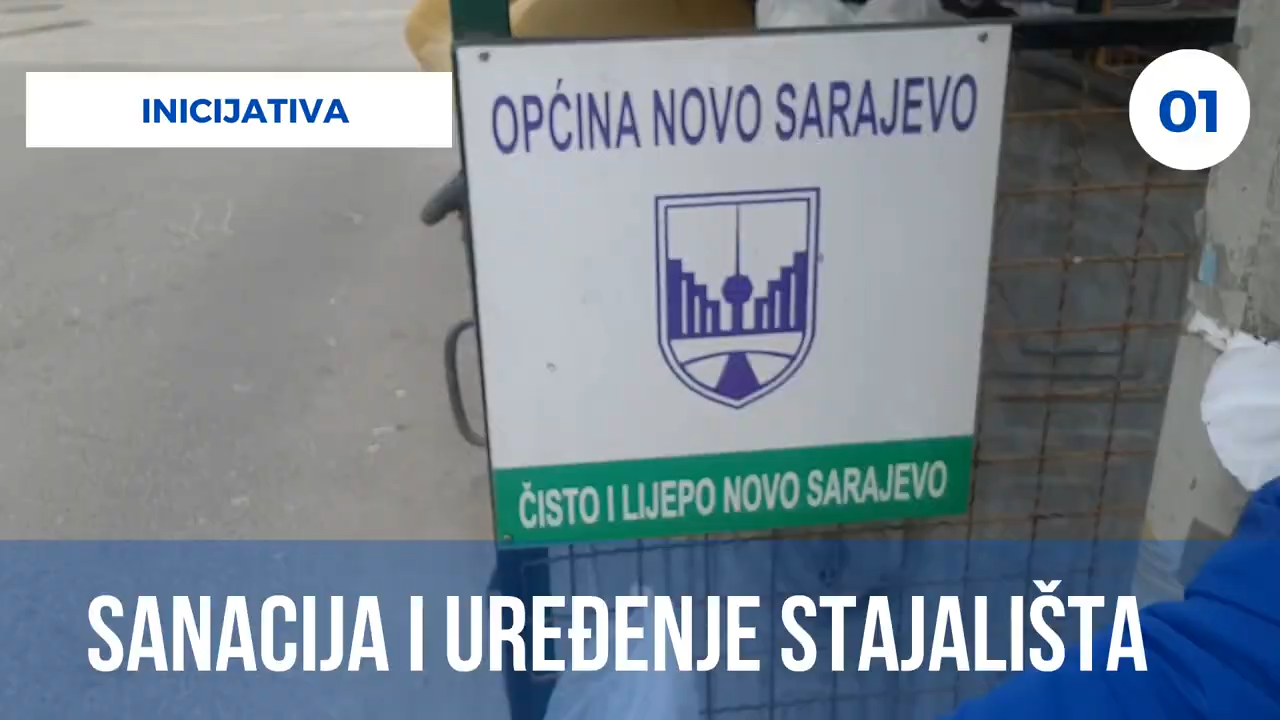 INICIJATIVA
01
OPĆINA NOVO SARAJEVO
ČISTO I LIJEPO NOVO SARAJEVO
SANACIJA I UREĐENJE STAJALIŠTA